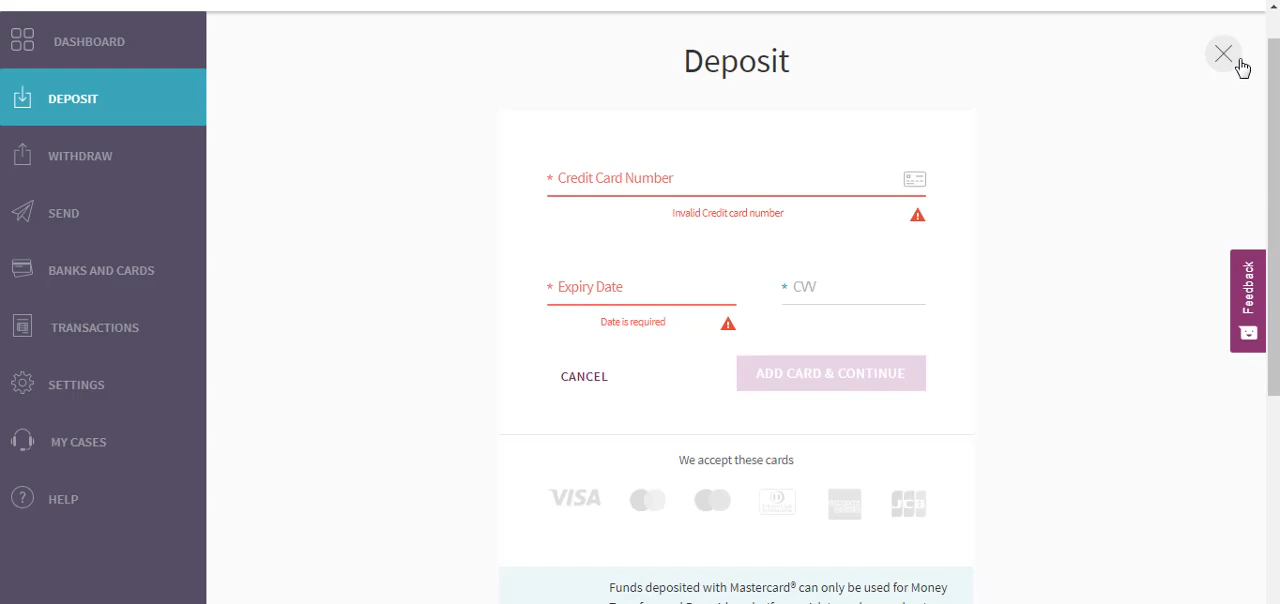 DASHBOARD
DEPOSIT
WITHDRAW
SEND
BANKS AND CARDS
TRANSACTIONS
SETTINGS
MY CASES
HELP
Deposit
* Credit Card Number
Invalid Credit card number
* Expiry Date
* CVV
Date is required
CANCEL
ADD CARD & CONTINUE
We accept these cards
VISA
JCB
Funds deposited with Mastercard® can only be used for Money
Feedback